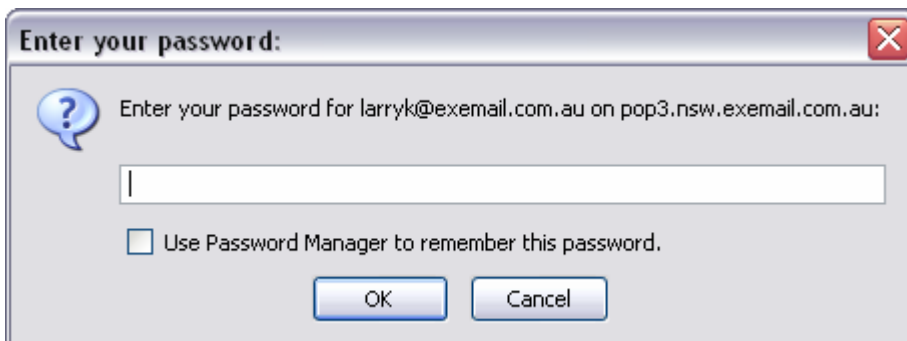 Enter your password:
Enter your password for larryk@exemail.com.au on pop3.nsw.exemail.com.au:
Use Password Manager to remember this password.
OK Cancel